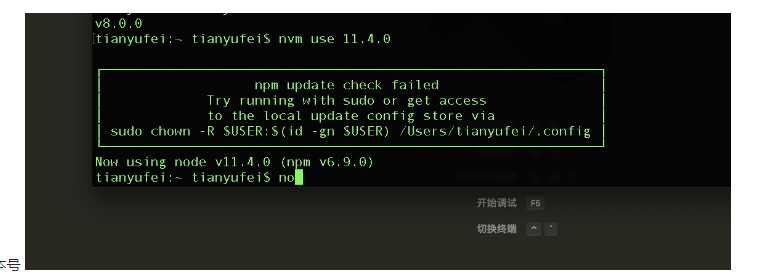 v8.0.0
tianyufei:~ tianyufei$ nvm use 11.4.0
npm update check failed
Try running with sudo or get access
to the local update config store via
sudo chown -R $USER:$(id -gn $USER) /Users/tianyufei/.config
Now using node v11.4.0 (npm v6.9.0)
tianyufei:~ tianyufei$ no
开始调试 F5
切换终端 ^ `
本号